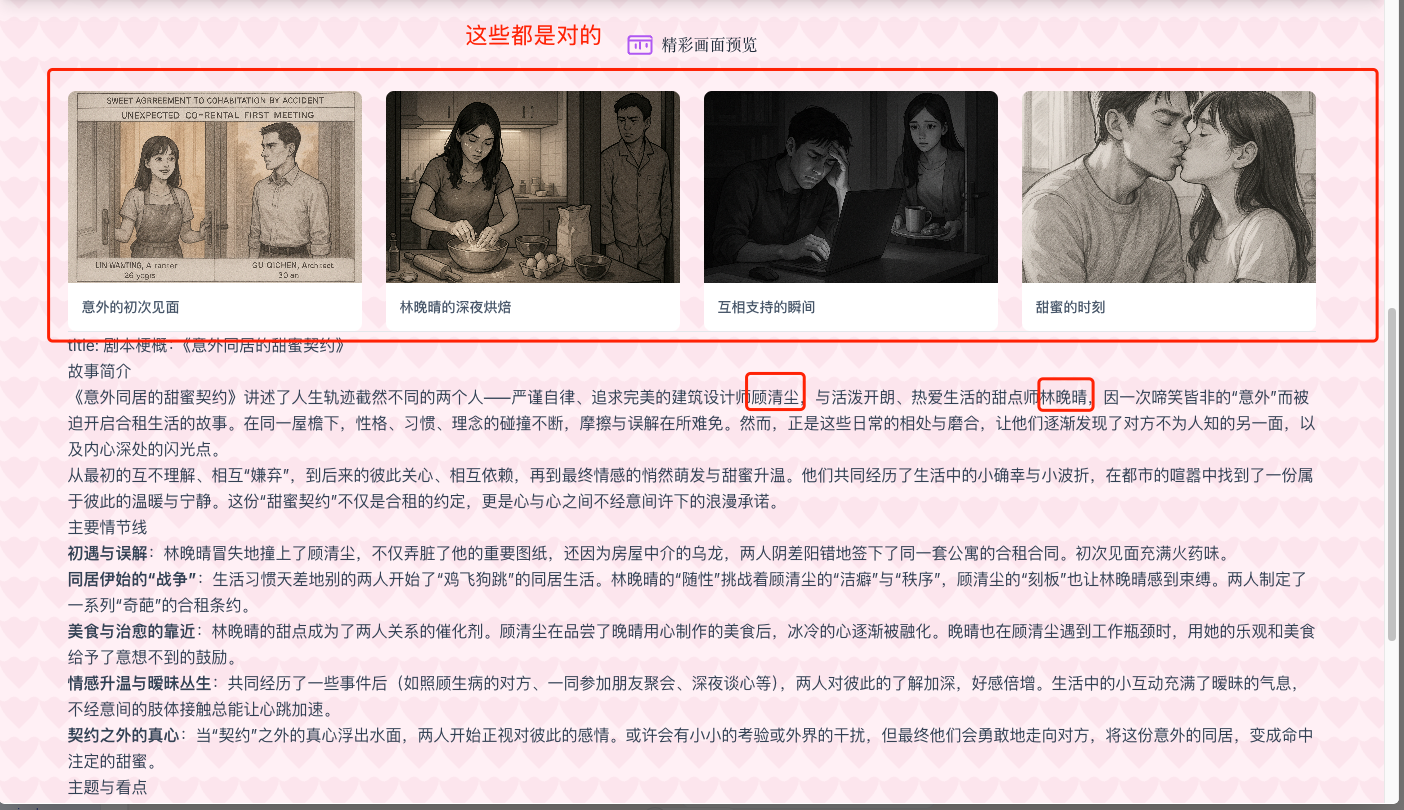 这些都是对的
精彩画面预览
SWEET AGRREEMENT TO COHABITATION BY ACCIDENT
UNEXPECTED CO-RENTAL FIRST MEETING
LIN WANTING, A ranter
26 yogrs
GU QICHEN, Architect
30 an
意外的初次见面
林晚晴的深夜烘焙
互相支持的瞬间
甜蜜的时刻
title: 剧本梗概:《意外同居的甜蜜契约》
故事简介
《意外同居的甜蜜契约》讲述了人生轨迹截然不同的两个人——严谨自律、追求完美的建筑设计师顾清尘，与活泼开朗、热爱生活的甜点师林晚晴，因一次啼笑皆非的“意外”而被
迫开启合租生活的故事。在同一屋檐下，性格、习惯、理念的碰撞不断，摩擦与误解在所难免。然而，正是这些日常的相处与磨合，让他们逐渐发现了对方不为人知的另一面，以
及内心深处的闪光点。
从最初的互不理解、相互“嫌弃”，到后来的彼此关心、相互依赖，再到最终情感的悄然萌发与甜蜜升温。他们共同经历了生活中的小确幸与小波折，在都市的喧嚣中找到了一份属
于彼此的温暖与宁静。这份“甜蜜契约”不仅是合租的约定，更是心与心之间不经意间许下的浪漫承诺。
主要情节线
初遇与误解：林晚晴冒失地撞上了顾清尘，不仅弄脏了他的重要图纸，还因为房屋中介的乌龙，两人阴差阳错地签下了同一套公寓的合租合同。初次见面充满火药味。
同居伊始的“战争”：生活习惯天差地别的两人开始了“鸡飞狗跳”的同居生活。林晚晴的“随性”挑战着顾清尘的“洁癖”与“秩序”，顾清尘的“刻板”也让林晚晴感到束缚。两人制定了
一系列“奇葩”的合租条约。
美食与治愈的靠近：林晚晴的甜点成为了两人关系的催化剂。顾清尘在品尝了晚晴用心制作的美食后，冰冷的心逐渐被融化。晚晴也在顾清尘遇到工作瓶颈时，用她的乐观和美食
给予了意想不到的鼓励。
情感升温与暧昧丛生：共同经历了一些事件后（如照顾生病的对方、一同参加朋友聚会、深夜谈心等），两人对彼此的了解加深，好感倍增。生活中的小互动充满了暧昧的气息，
不经意间的肢体接触总能让心跳加速。
契约之外的真心：当“契约”之外的真心浮出水面，两人开始正视对彼此的感情。或许会有小小的考验或外界的干扰，但最终他们会勇敢地走向对方，将这份意外的同居，变成命中
注定的甜蜜。
主题与看点